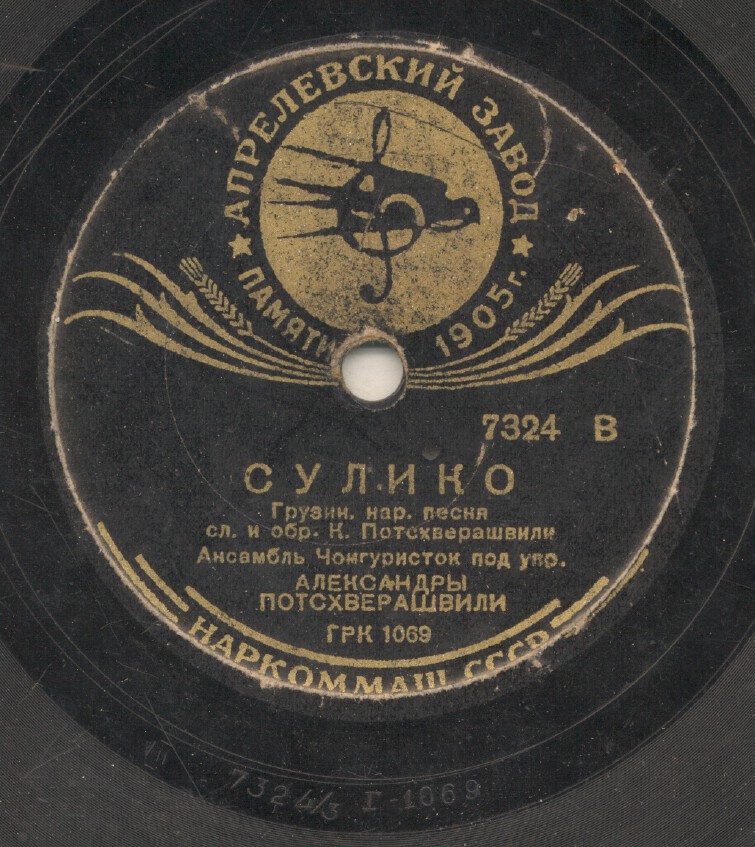 ★ АПРЕЛЕВСКИЙ ЗАВОД ★
ПАМЯТИ 1905 г.
7324 В
СУЛИКО
Грузин. нар. песня
сл. и обр. К. Потсхверашвили
Ансамбль Чонгуристок под упр.
АЛЕКСАНДРЫ
ПОТСХВЕРАШВИЛИ
ГРК 1069
НАРКОММАШ СССР
7324/3 I 1069